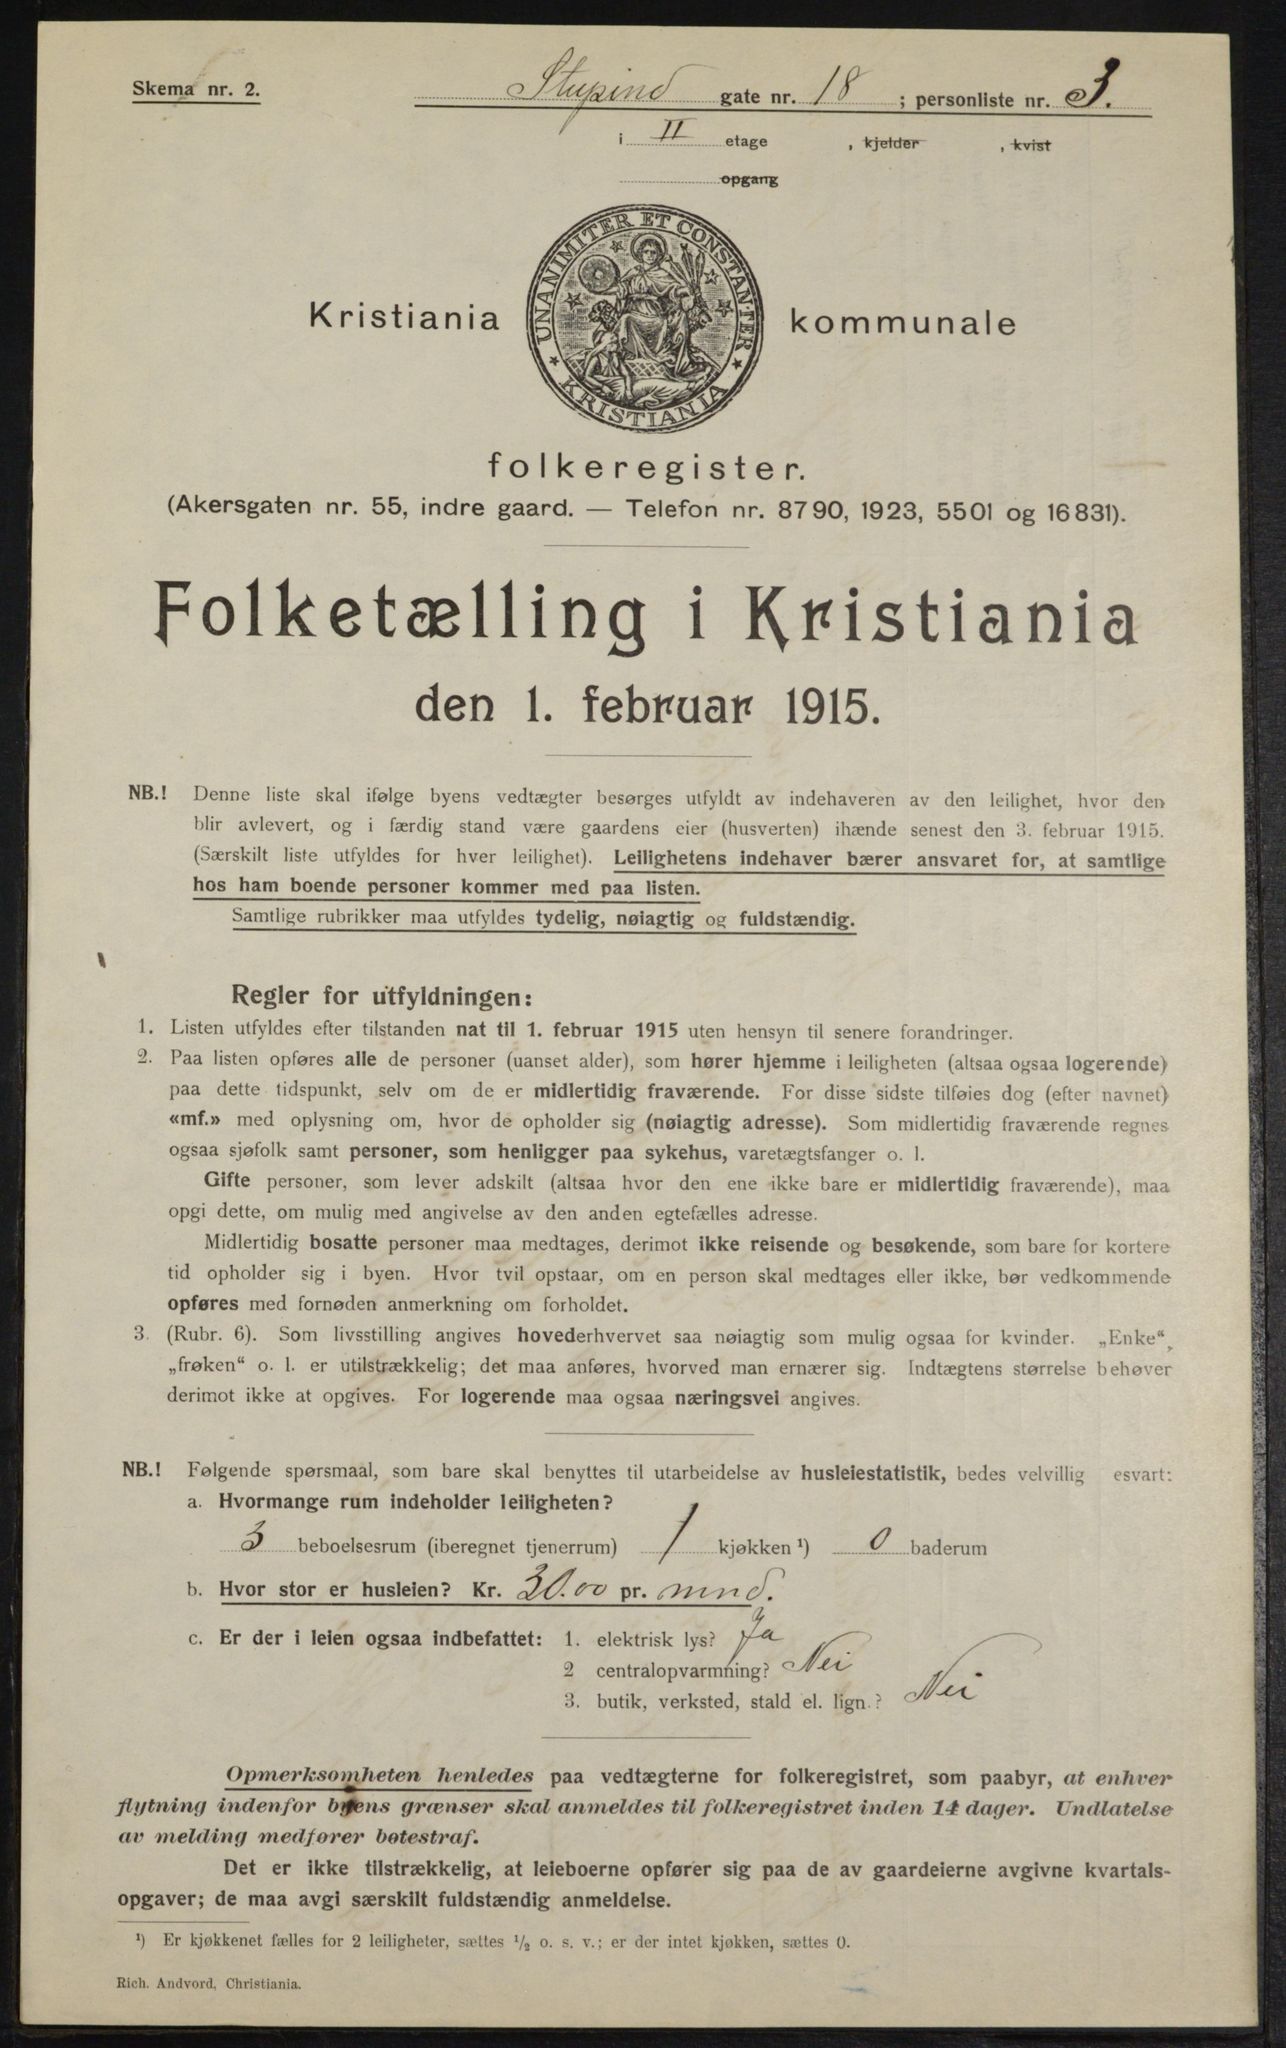 Skema nr. 2.
Stupind gate nr. 18 ; personliste nr. 3.
i II etage , kjelder , kvist
opgang
UNANIMITER ET CONSTANTER
KRISTIANIA
Kristiania kommunale
folkeregister.
(Akersgaten nr. 55, indre gaard. — Telefon nr. 8790, 1923, 5501 og 16831).
Folketælling i Kristiania
den 1. februar 1915.
NB.! Denne liste skal ifølge byens vedtægter besørges utfyldt av indehaveren av den leilighet, hvor den
blir avlevert, og i færdig stand være gaardens eier (husverten) ihænde senest den 3. februar 1915.
(Særskilt liste utfyldes for hver leilighet). Leilighetens indehaver bærer ansvaret for, at samtlige
hos ham boende personer kommer med paa listen.
Samtlige rubrikker maa utfyldes tydelig, nøiagtig og fuldstændig.
Regler for utfyldningen:
1. Listen utfyldes efter tilstanden nat til 1. februar 1915 uten hensyn til senere forandringer.
2. Paa listen opføres alle de personer (uanset alder), som hører hjemme i leiligheten (altsaa ogsaa logerende)
paa dette tidspunkt, selv om de er midlertidig fraværende. For disse sidste tilføies dog (efter navnet)
«mf.» med oplysning om, hvor de opholder sig (nøiagtig adresse). Som midlertidig fraværende regnes
ogsaa sjøfolk samt personer, som henligger paa sykehus, varetægtsfanger o. l.
Gifte personer, som lever adskilt (altsaa hvor den ene ikke bare er midlertidig fraværende), maa
opgi dette, om mulig med angivelse av den anden egtefælles adresse.
Midlertidig bosatte personer maa medtages, derimot ikke reisende og besøkende, som bare for kortere
tid opholder sig i byen. Hvor tvil opstaar, om en person skal medtages eller ikke, bør vedkommende
opføres med fornøden anmerkning om forholdet.
3. (Rubr. 6). Som livsstilling angives hovederhvervet saa nøiagtig som mulig ogsaa for kvinder. „Enke“,
„frøken“ o. l. er utilstrækkelig; det maa anføres, hvorved man ernærer sig. Indtægtens størrelse behøver
derimot ikke at opgives. For logerende maa ogsaa næringsvei angives.
NB.! Følgende spørsmaal, som bare skal benyttes til utarbeidelse av husleiestatistik, bedes velvillig esvart:
a. Hvormange rum indeholder leiligheten?
3 beboelsesrum (iberegnet tjenerrum) 1 kjøkken ¹) 0 baderum
b. Hvor stor er husleien? Kr. 30.00 pr. mnd.
c. Er der i leien ogsaa indbefattet: 1. elektrisk lys? Ja
2 centralopvarmning? Nei
3. butik, verksted, stald el. lign.? Nei
Opmerksomheten henledes paa vedtægterne for folkeregistret, som paabyr, at enhver
flytning indenfor byens grænser skal anmeldes til folkeregistret inden 14 dager. Undlatelse
av melding medfører bøtestraf.
Det er ikke tilstrækkelig, at leieboerne opfører sig paa de av gaardeierne avgivne kvartals-
opgaver; de maa avgi særskilt fuldstændig anmeldelse.
¹) Er kjøkkenet fælles for 2 leiligheter, sættes ½ o. s. v.; er der intet kjøkken, sættes 0.
Rich. Andvord, Christiania.